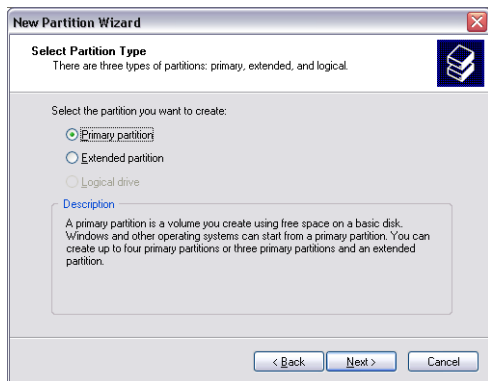 New Partition Wizard
Select Partition Type
There are three types of partitions: primary, extended, and logical.
Select the partition you want to create:
Primary partition
Extended partition
Logical drive
Description
A primary partition is a volume you create using free space on a basic disk.
Windows and other operating systems can start from a primary partition. You can
create up to four primary partitions or three primary partitions and an extended
partition.
< Back Next > Cancel